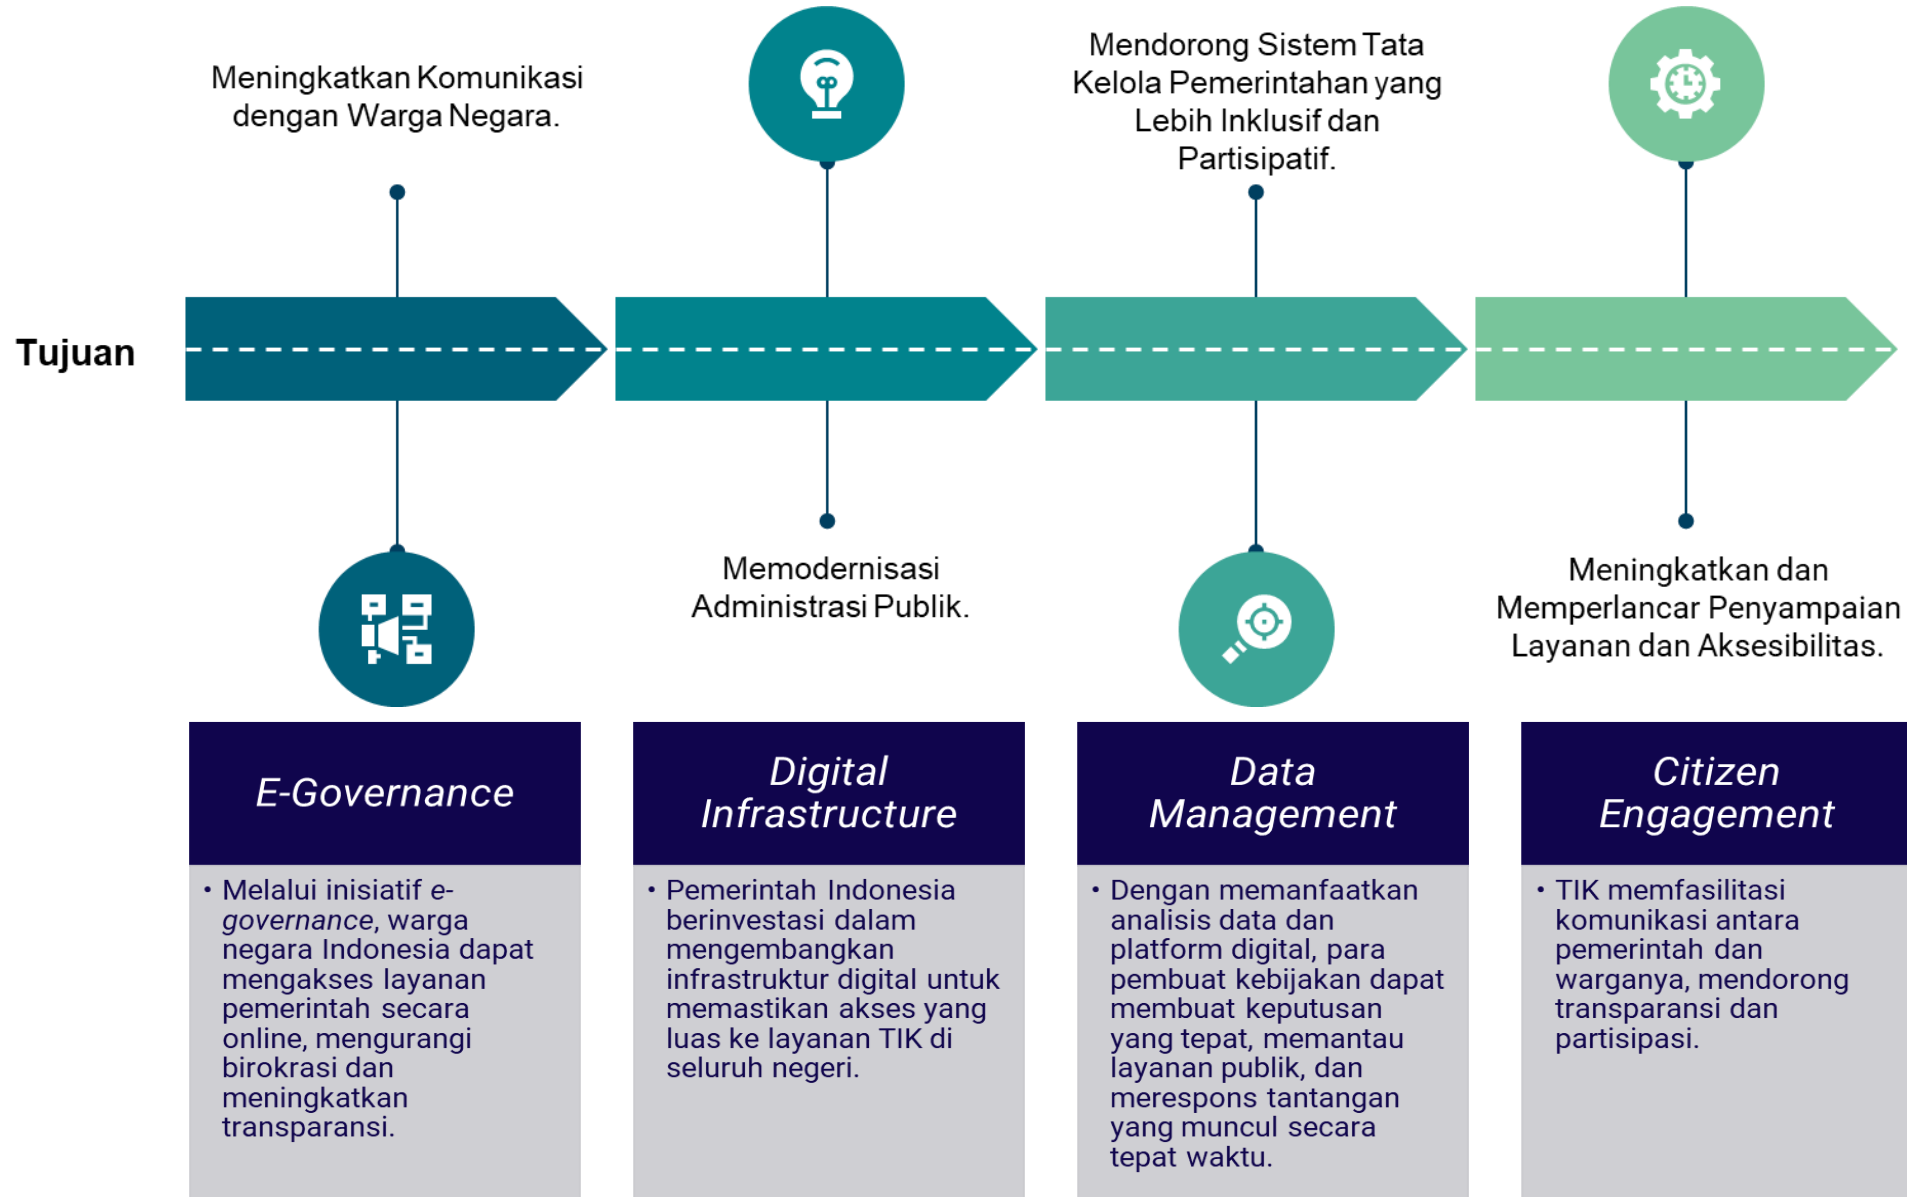 Meningkatkan Komunikasi
dengan Warga Negara.
Mendorong Sistem Tata
Kelola Pemerintahan yang
Lebih Inklusif dan
Partisipatif.
Tujuan
Memodernisasi
Administrasi Publik.
Meningkatkan dan
Memperlancar Penyampaian
Layanan dan Aksesibilitas.
E-Governance
• Melalui inisiatif e-
governance, warga
negara Indonesia dapat
mengakses layanan
pemerintah secara
online, mengurangi
birokrasi dan
meningkatkan
transparansi.
Digital
Infrastructure
• Pemerintah Indonesia
berinvestasi dalam
mengembangkan
infrastruktur digital untuk
memastikan akses yang
luas ke layanan TIK di
seluruh negeri.
Data
Management
• Dengan memanfaatkan
analisis data dan
platform digital, para
pembuat kebijakan dapat
membuat keputusan
yang tepat, memantau
layanan publik, dan
merespons tantangan
yang muncul secara
tepat waktu.
Citizen
Engagement
• TIK memfasilitasi
komunikasi antara
pemerintah dan
warganya, mendorong
transparansi dan
partisipasi.